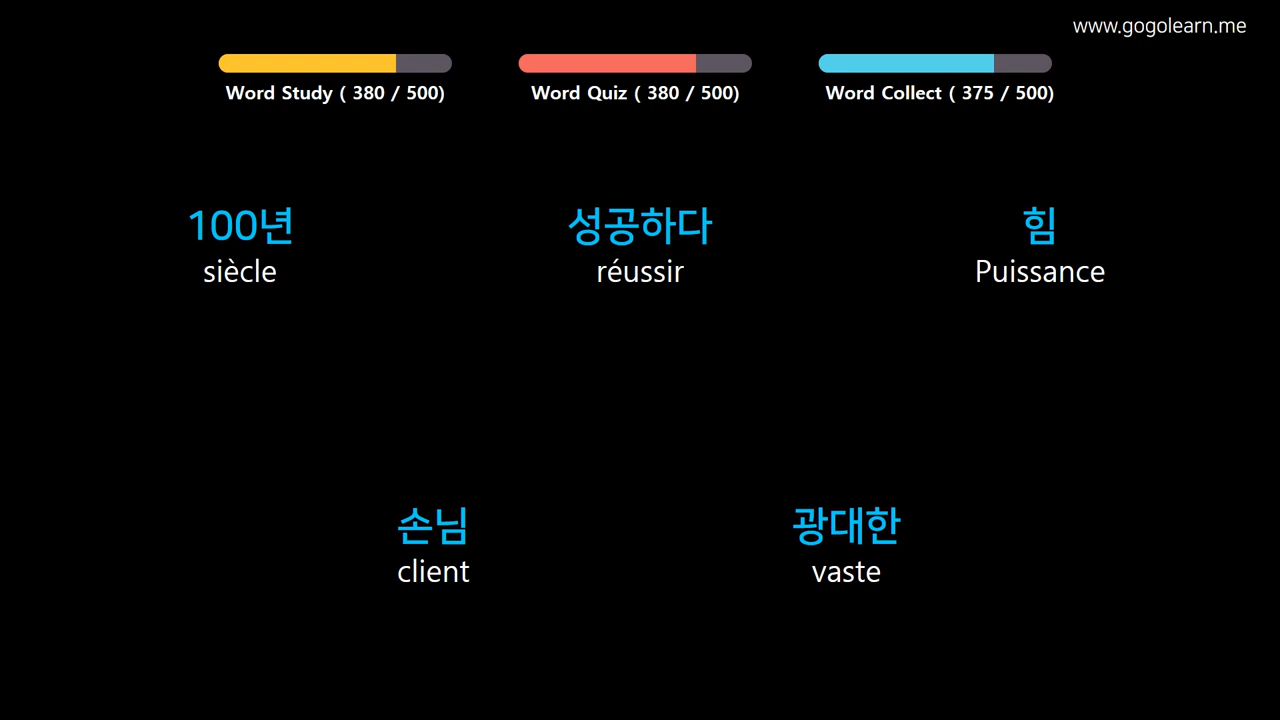 www.gogolearn.me
Word Study ( 380 / 500)
Word Quiz ( 380 / 500)
Word Collect ( 375 / 500)
100년
siècle
성공하다
réussir
힘
Puissance
손님
client
광대한
vaste